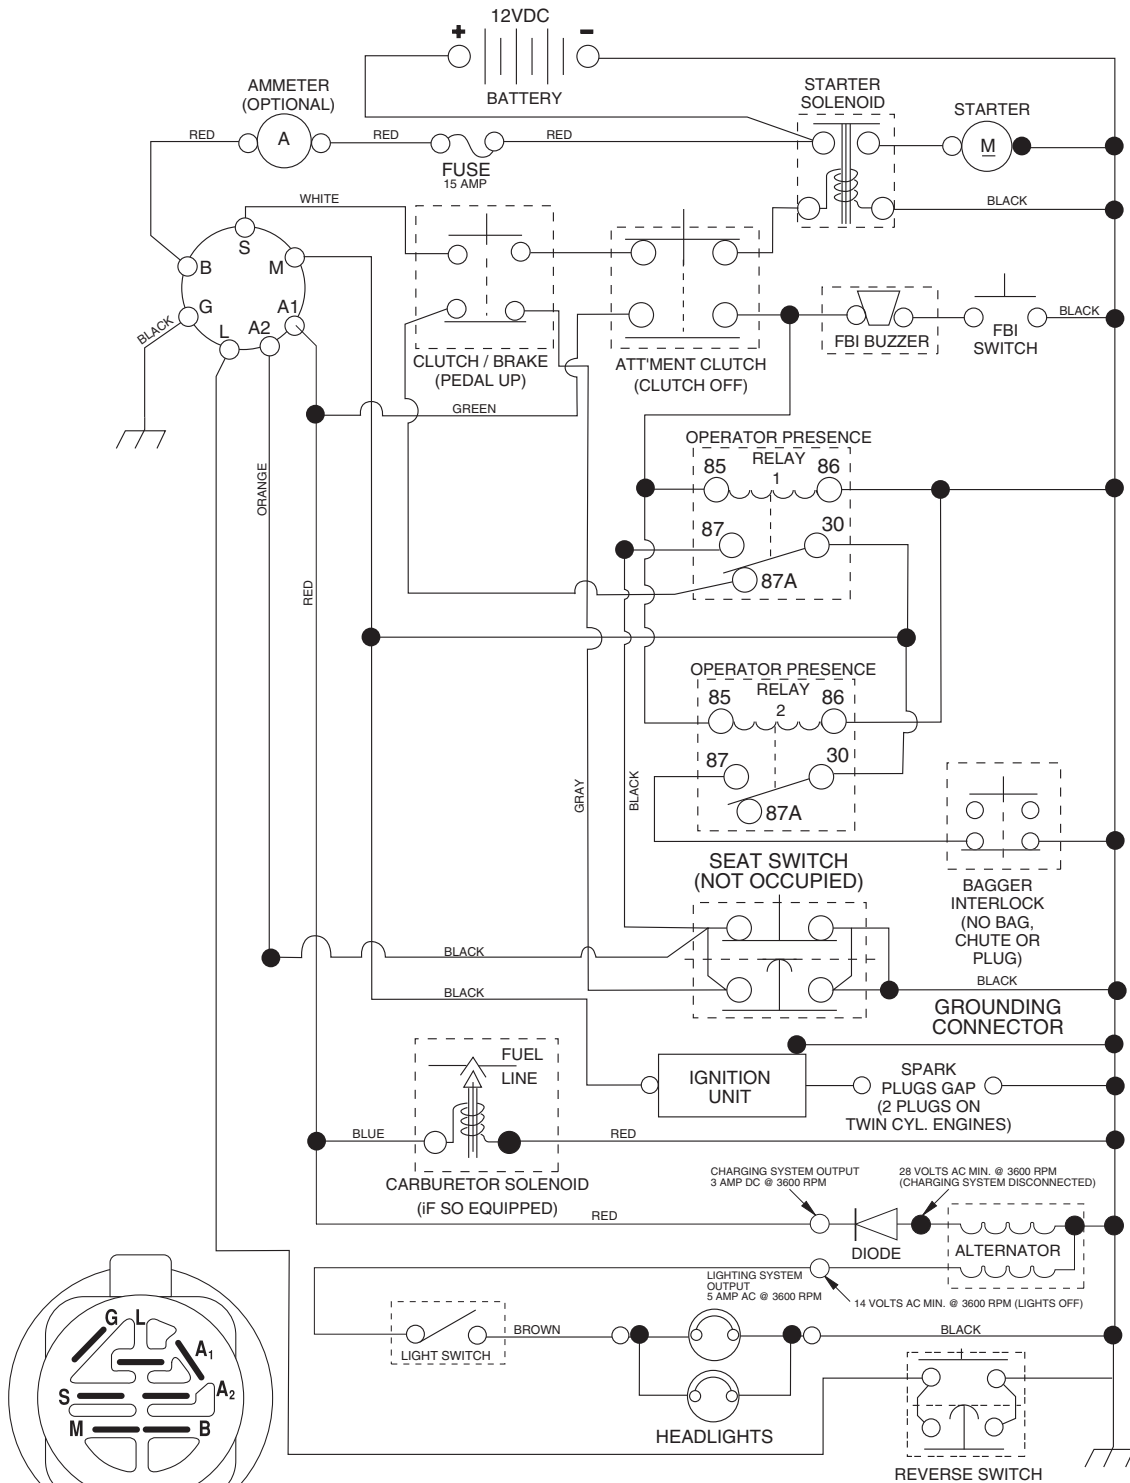 12VDC
+
−
BATTERY
AMMETER
(OPTIONAL)
STARTER
SOLENOID
STARTER
RED
A
RED
RED
M
FUSE
15 AMP
WHITE
BLACK
S
B
M
G
A1
L
A2
BLACK
CLUTCH / BRAKE
(PEDAL UP)
ATT'MENT CLUTCH
(CLUTCH OFF)
FBI BUZZER
FBI
SWITCH
BLACK
GREEN
ORANGE
RED
OPERATOR PRESENCE
RELAY
1
85
86
87
30
87A
OPERATOR PRESENCE
RELAY
2
85
86
87
30
87A
GRAY
BLACK
SEAT SWITCH
(NOT OCCUPIED)
BAGGER
INTERLOCK
(NO BAG,
CHUTE OR
PLUG)
BLACK
BLACK
BLACK
GROUNDING
CONNECTOR
FUEL
LINE
IGNITION
UNIT
SPARK
PLUGS GAP
(2 PLUGS ON
TWIN CYL. ENGINES)
BLUE
RED
CARBURETOR SOLENOID
(iF SO EQUIPPED)
CHARGING SYSTEM OUTPUT
3 AMP DC @ 3600 RPM
28 VOLTS AC MIN. @ 3600 RPM
(CHARGING SYSTEM DISCONNECTED)
RED
DIODE
ALTERNATOR
LIGHTING SYSTEM
OUTPUT
5 AMP AC @ 3600 RPM
14 VOLTS AC MIN. @ 3600 RPM (LIGHTS OFF)
LIGHT SWITCH
BROWN
BLACK
HEADLIGHTS
REVERSE SWITCH
G
L
A1
A2
S
M
B